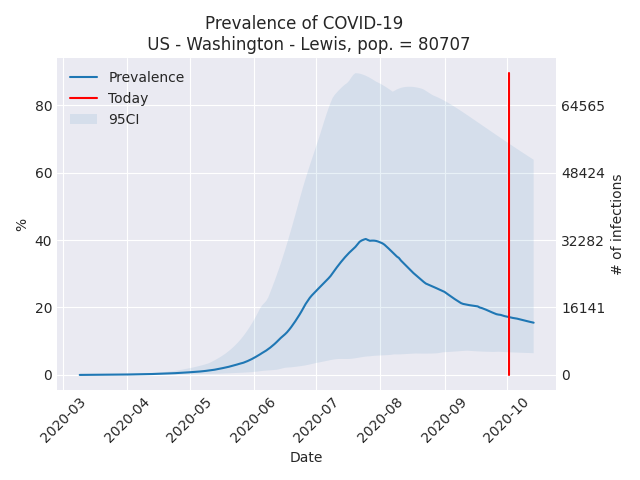 Prevalence of COVID-19
US - Washington - Lewis, pop. = 80707
Prevalence
Today
95CI
%
80
60
40
20
0
64565
48424
32282
16141
0
# of infections
2020-03
2020-04
2020-05
2020-06
2020-07
2020-08
2020-09
2020-10
Date